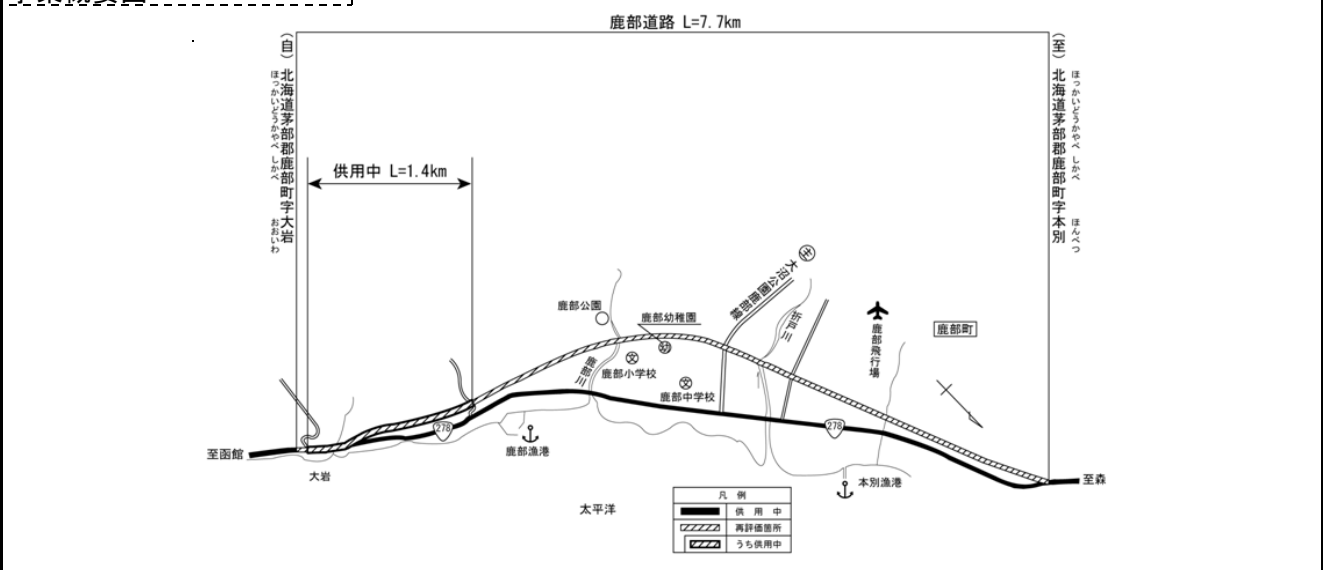 鹿部道路 L=7.7km
(自)北海道茅部郡鹿部町字大岩
ほっかいどうかやべ しかべ おおいわ
(至)北海道茅部郡鹿部町字本別
ほっかいどうかやべ しかべ ほんべつ
供用中 L=1.4km
主
大沼公園鹿部線
鹿部公園
鹿部幼稚園
折戸川
鹿部飛行場
鹿部町
幼
文
鹿部小学校
鹿部川
文
鹿部中学校
278
278
至函館
大岩
鹿部漁港
本別漁港
至森
太平洋
凡 例
供 用 中
再評価箇所
うち供用中